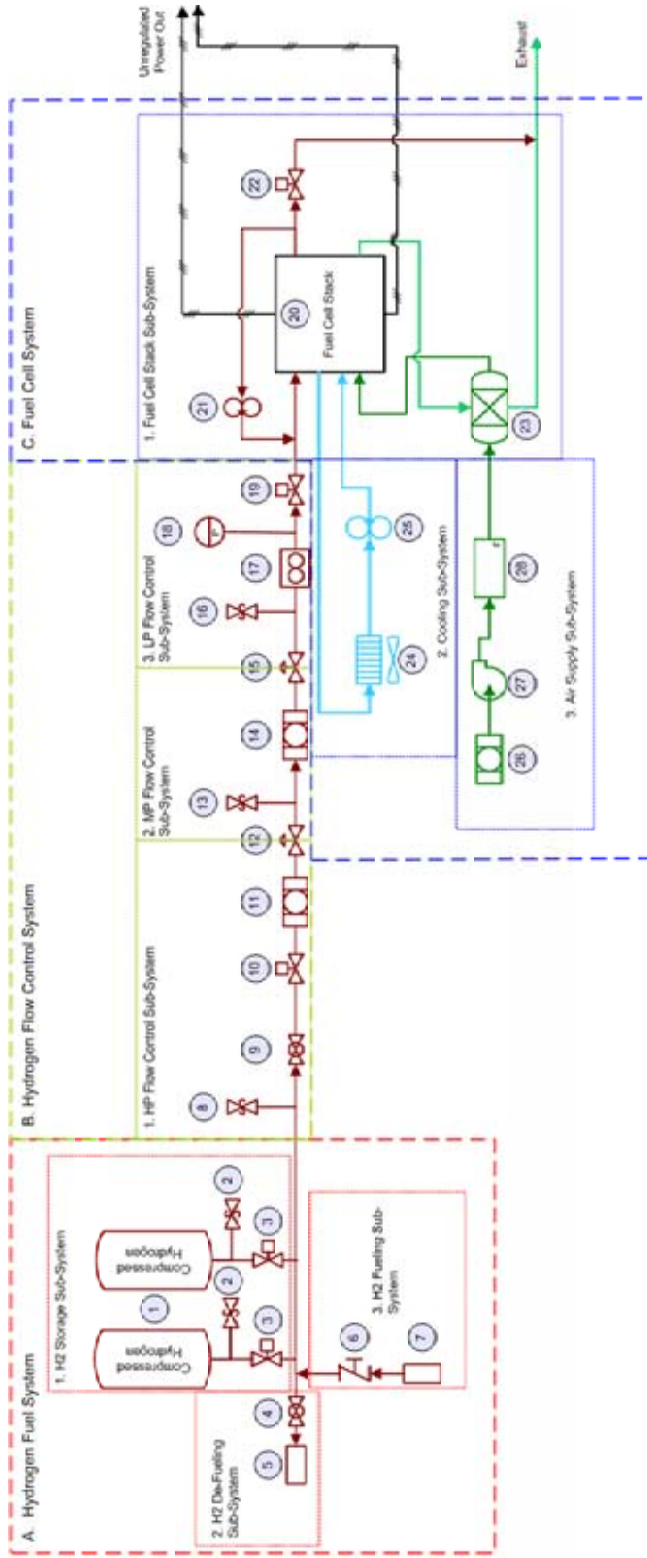 A. Hydrogen Fuel System
1. H2 Storage Sub-System
Compressed
Hydrogen
Compressed
Hydrogen
1
2
2
3
3
2. H2 De-Fueling
Sub-System
4
5
3. H2 Fueling Sub-
System
6
7
B. Hydrogen Flow Control System
1. HP Flow Control Sub-System
8
9
10
11
2. MP Flow Control
Sub-System
12
13
14
3. LP Flow Control
Sub-System
15
16
17
18
P
19
C. Fuel Cell System
1. Fuel Cell Stack Sub-System
20
Fuel Cell Stack
21
22
23
2. Cooling Sub-System
24
25
3. Air Supply Sub-System
26
27
28
Unregulated
Power Out
Exhaust